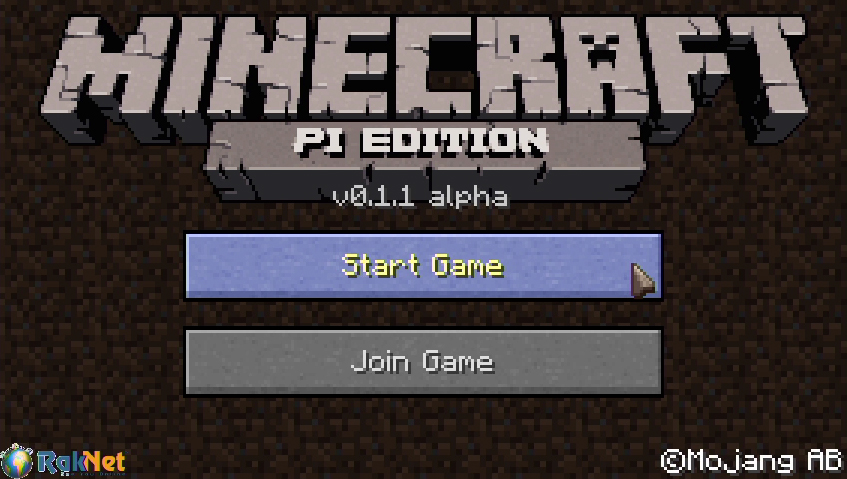 MINECRAFT
PI EDITION
v0.1.1 alpha
Start Game
Join Game
RakNet
©Mojang AB